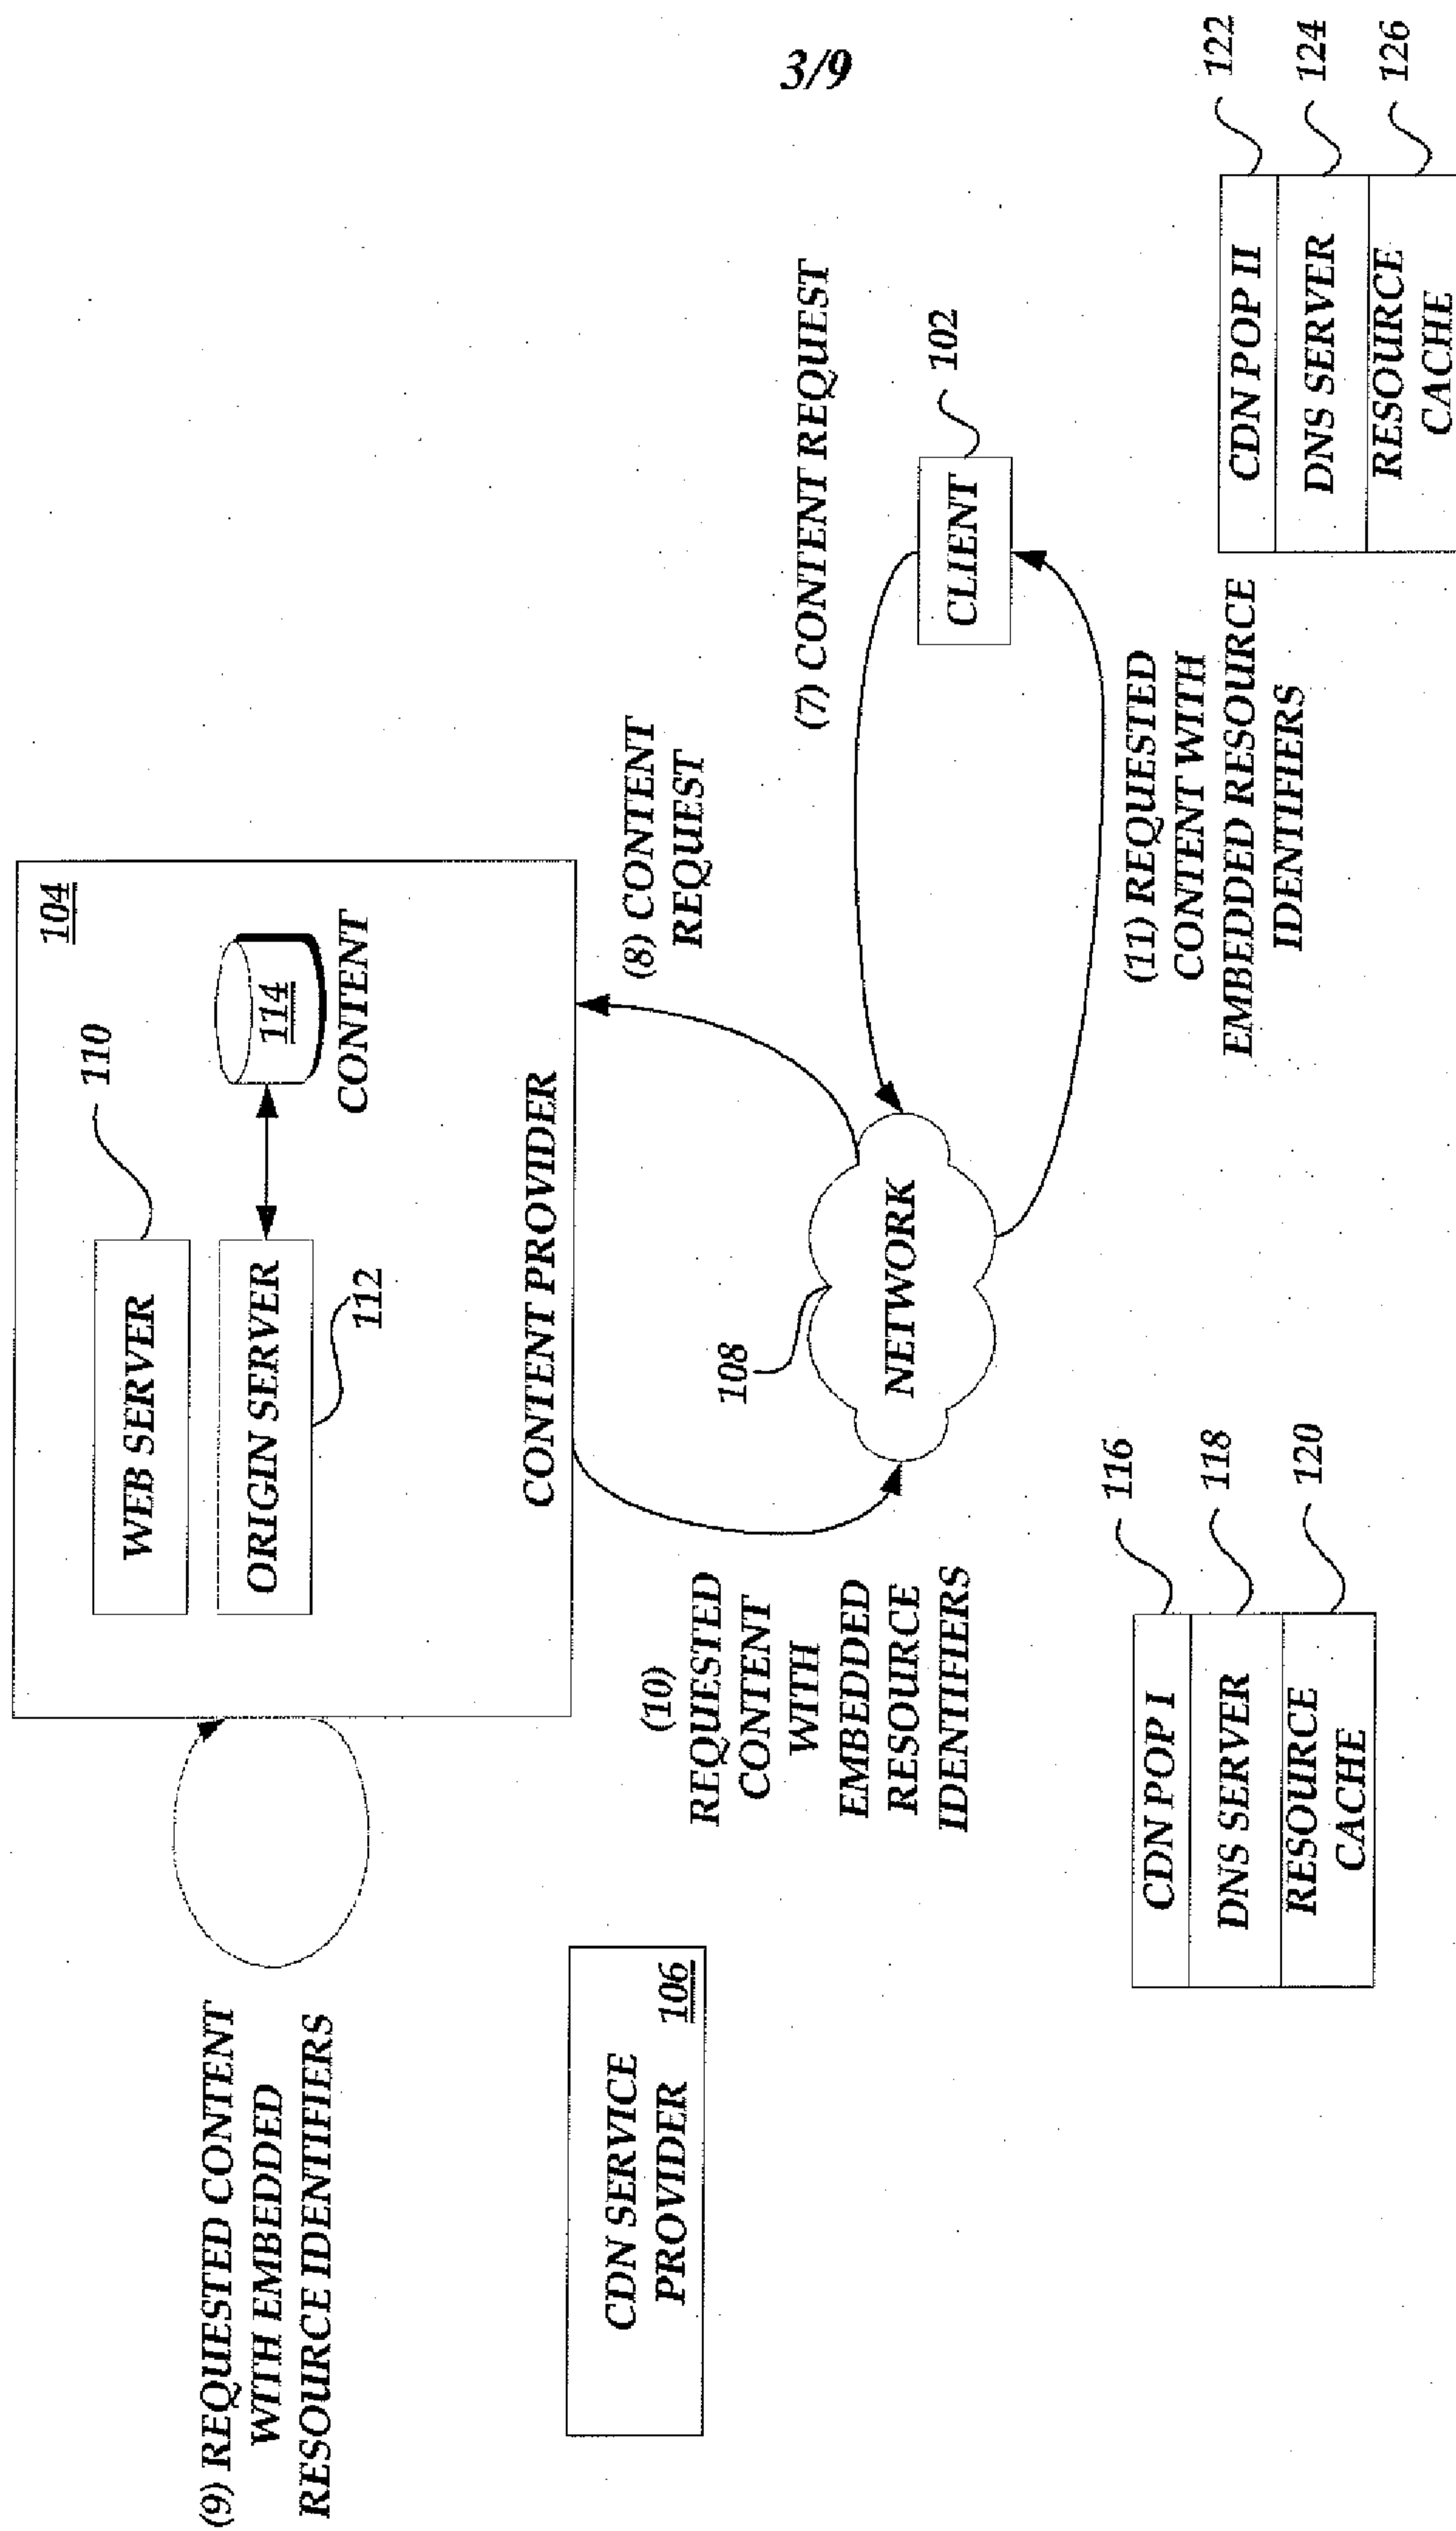 3/9
(9) REQUESTED CONTENT
WITH EMBEDDED
RESOURCE IDENTIFIERS
104
WEB SERVER
110
ORIGIN SERVER
112
114
CONTENT
CONTENT PROVIDER
CDN SERVICE
PROVIDER
106
(10)
REQUESTED
CONTENT
WITH
EMBEDDED
RESOURCE
IDENTIFIERS
(8) CONTENT
REQUEST
108
NETWORK
(7) CONTENT REQUEST
CLIENT
102
(11) REQUESTED
CONTENT WITH
EMBEDDED RESOURCE
IDENTIFIERS
CDN POP I
116
DNS SERVER
118
RESOURCE
CACHE
120
CDN POP II
122
DNS SERVER
124
RESOURCE
CACHE
126